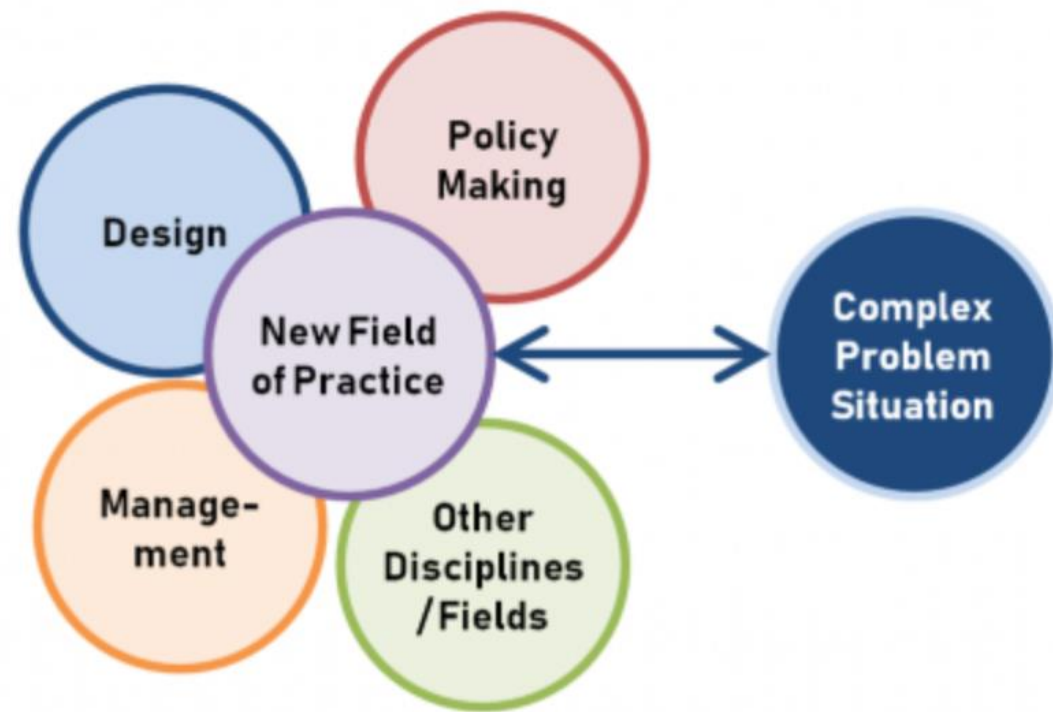 Policy
Making
Design
New Field
of Practice
Complex
Problem
Situation
Manage-
ment
Other
Disciplines
/Fields